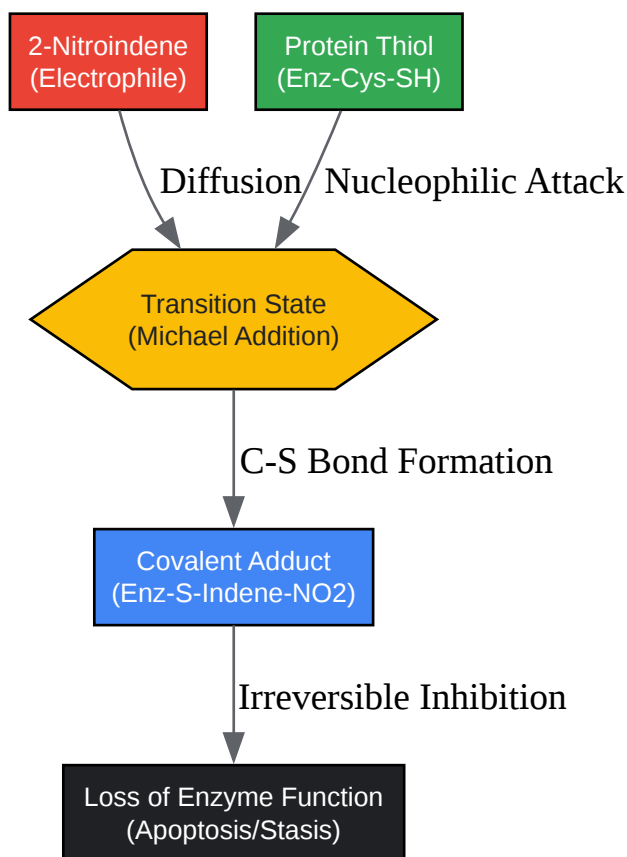 2-Nitroindene
(Electrophile)
Protein Thiol
(Enz-Cys-SH)
Diffusion
Nucleophilic Attack
Transition State
(Michael Addition)
C-S Bond Formation
Covalent Adduct
(Enz-S-Indene-NO2)
Irreversible Inhibition
Loss of Enzyme Function
(Apoptosis/Stasis)